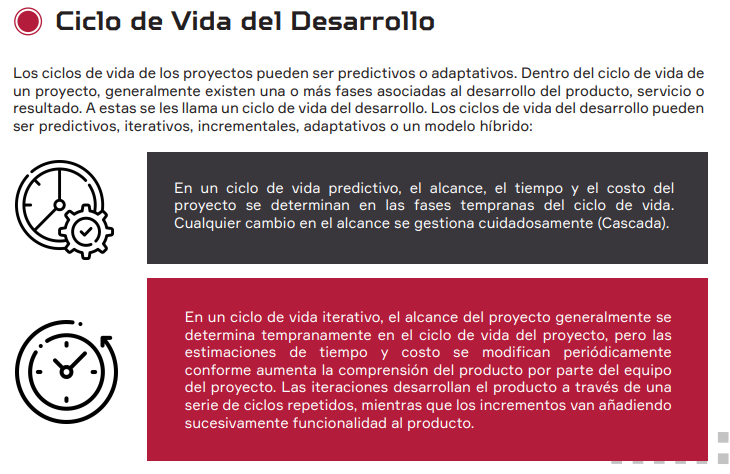 Ciclo de Vida del Desarrollo
Los ciclos de vida de los proyectos pueden ser predictivos o adaptativos. Dentro del ciclo de vida de
un proyecto, generalmente existen una o más fases asociadas al desarrollo del producto, servicio o
resultado. A estas se les llama un ciclo de vida del desarrollo. Los ciclos de vida del desarrollo pueden
ser predictivos, iterativos, incrementales, adaptativos o un modelo híbrido:
En un ciclo de vida predictivo, el alcance, el tiempo y el costo del
proyecto se determinan en las fases tempranas del ciclo de vida.
Cualquier cambio en el alcance se gestiona cuidadosamente (Cascada).
En un ciclo de vida iterativo, el alcance del proyecto generalmente se
determina tempranamente en el ciclo de vida del proyecto, pero las
estimaciones de tiempo y costo se modifican periódicamente
conforme aumenta la comprensión del producto por parte del equipo
del proyecto. Las iteraciones desarrollan el producto a través de una
serie de ciclos repetidos, mientras que los incrementos van añadiendo
sucesivamente funcionalidad al producto.